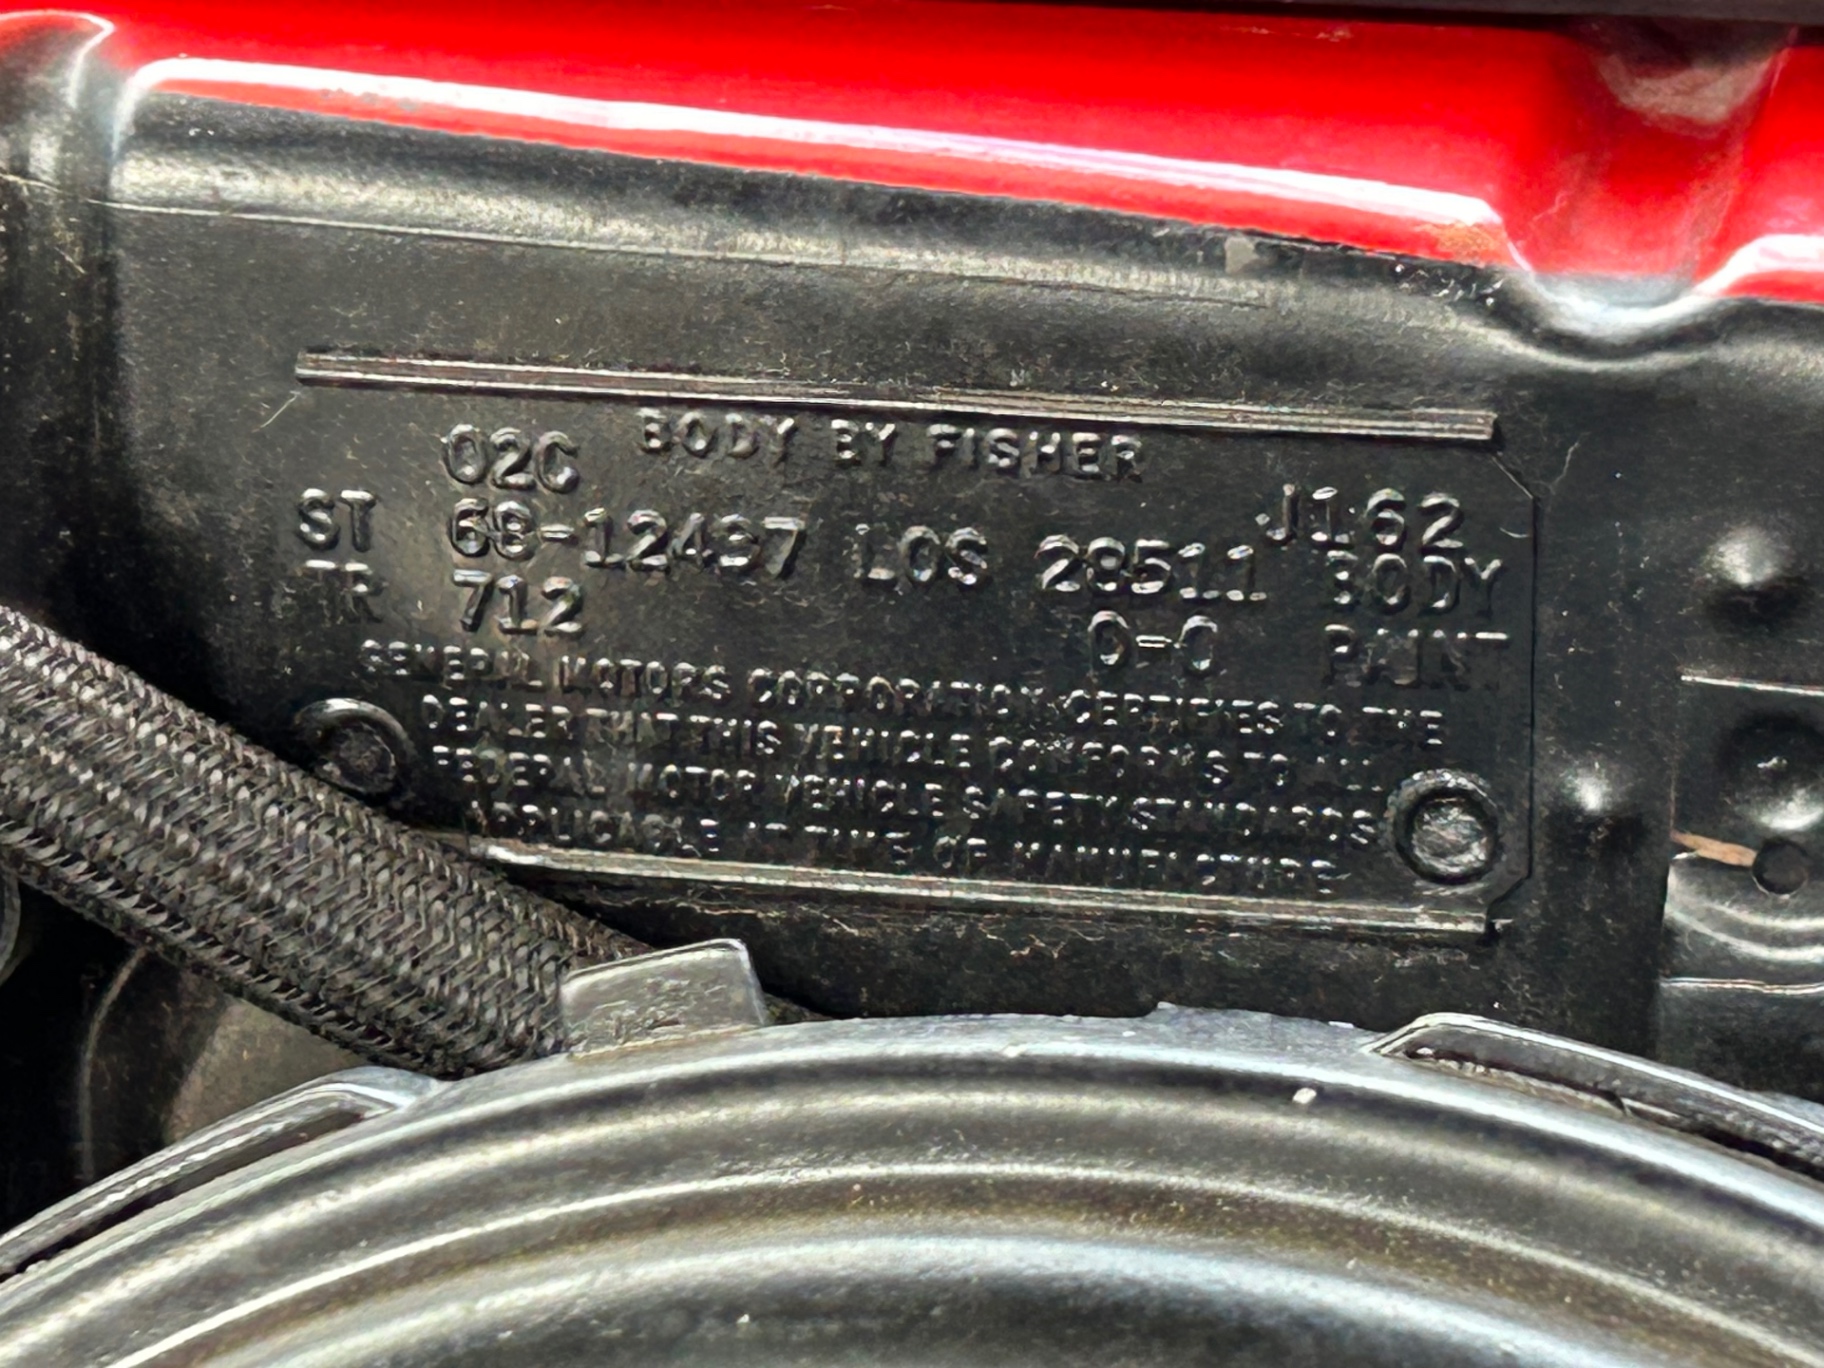 BODY BY FISHER
02C J162
ST 68-12437 LOS 28511 BODY
TR 712 D-C PAINT
GENERAL MOTORS CORPORATION CERTIFIES TO THE
DEALER THAT THIS VEHICLE CONFORMS TO ALL
FEDERAL MOTOR VEHICLE SAFETY STANDARDS
APPLICABLE AT TIME OF MANUFACTURE